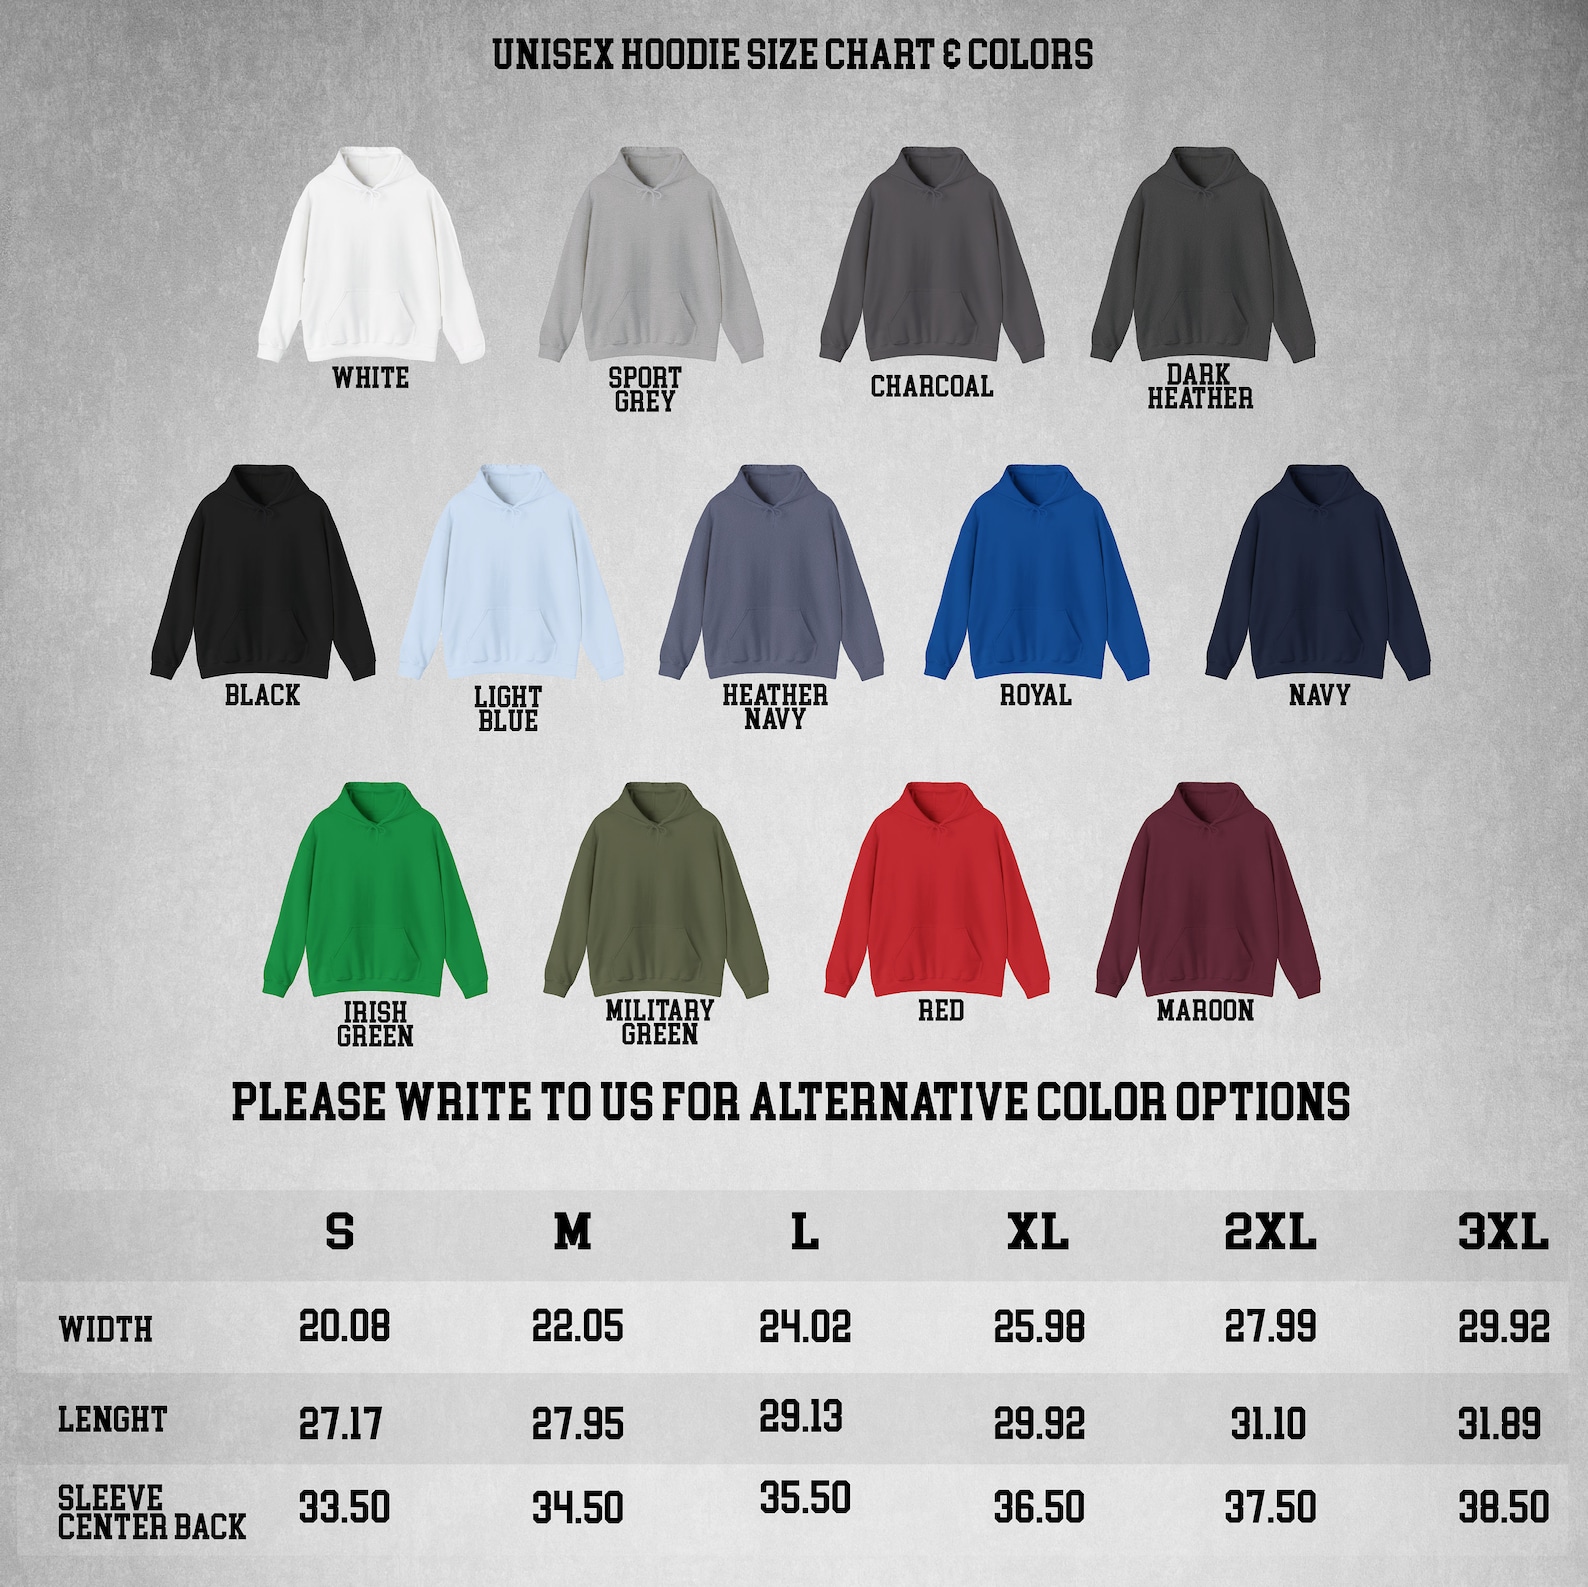 UNISEX HOODIE SIZE CHART & COLORS
WHITE
SPORT
GREY
CHARCOAL
DARK
HEATHER
BLACK
LIGHT
BLUE
HEATHER
NAVY
ROYAL
NAVY
IRISH
GREEN
MILITARY
GREEN
RED
MAROON
PLEASE WRITE TO US FOR ALTERNATIVE COLOR OPTIONS
S M L XL 2XL 3XL
WIDTH 20.08 22.05 24.02 25.98 27.99 29.92
LENGHT 27.17 27.95 29.13 29.92 31.10 31.89
SLEEVE
CENTER BACK 33.50 34.50 35.50 36.50 37.50 38.50